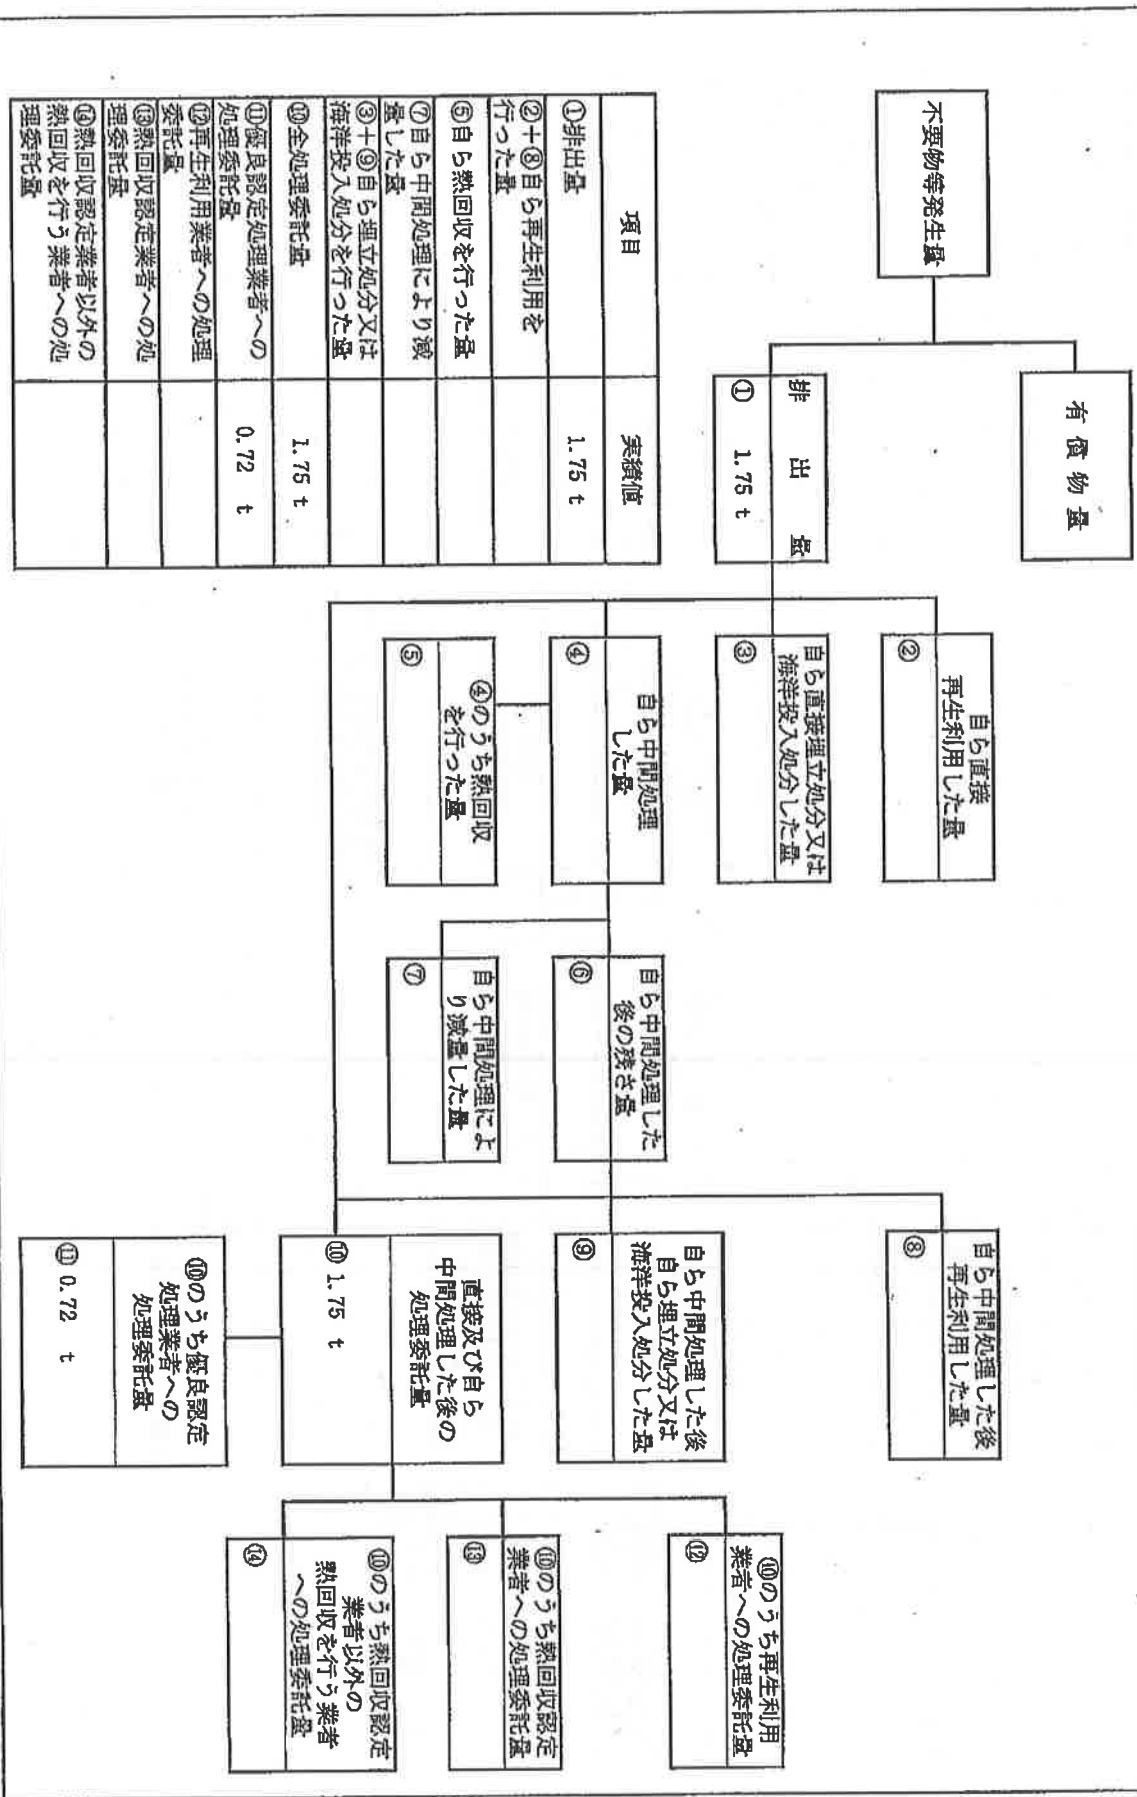 有償物量
不要物等発生量
排出量
① 1.75 t
自ら直接
再生利用した量
②
自ら直接埋立処分又は
海洋投入処分した量
③
自ら中間処理
した量
④
④のうち熱回収
を行った量
⑤
自ら中間処理した
後の残さ量
⑥
自ら中間処理によ
り減量した量
⑦
自ら中間処理した後
再生利用した量
⑧
自ら中間処理した後
自ら埋立処分又は
海洋投入処分した量
⑨
直接及び自ら
中間処理した後の
処理委託量
⑩ 1.75 t
⑩のうち優良認定
処理業者への
処理委託量
⑪ 0.72 t
⑩のうち再生利用
業者への処理委託量
⑫
⑩のうち熱回収認定
業者への処理委託量
⑬
⑩のうち熱回収認定
業者以外の
熱回収を行う業者
への処理委託量
⑭
項目 実績値
①排出量 1.75 t
②+⑧自ら再生利用を
行った量
⑤自ら熱回収を行った量
⑦自ら中間処理により減
量した量
③+⑨自ら埋立処分又は
海洋投入処分を行った量
⑩全処理委託量 1.75 t
⑪優良認定処理業者への
処理委託量 0.72 t
⑫再生利用業者への処理
委託量
⑬熱回収認定業者への処
理委託量
⑭熱回収認定業者以外の
熱回収を行う業者への処
理委託量